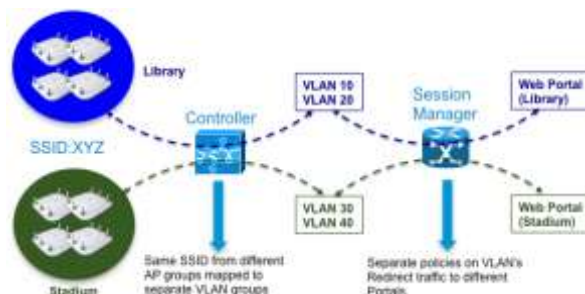 Library
SSID:XYZ
Stadium
Controller
VLAN 10
VLAN 20
VLAN 30
VLAN 40
Session
Manager
Web Portal
(Library)
Web Portal
(Stadium)
Same SSID from different
AP groups mapped to
separate VLAN groups
Separate policies on VLAN's
Redirect traffic to different
Portals.